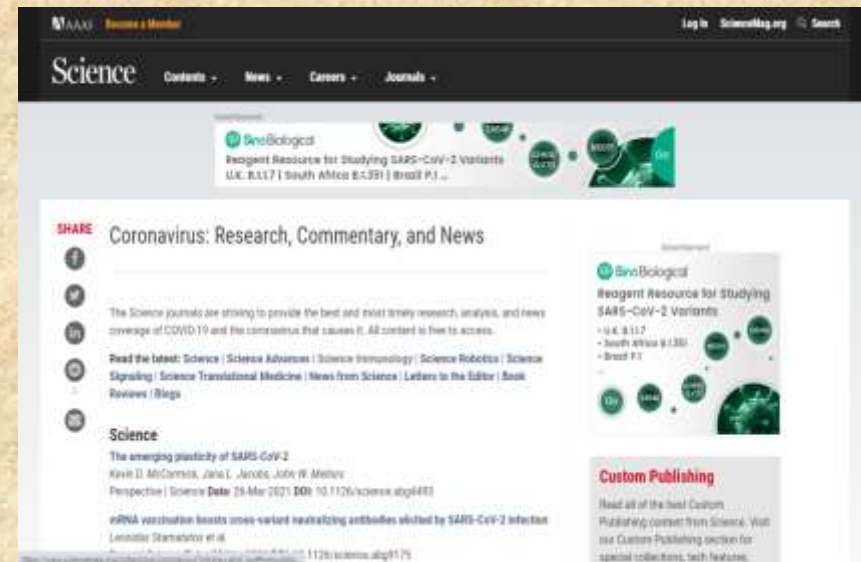 AAAS Become a Member
Log In ScienceMag.org Search
Science Contents News Careers Journals
Advertisement
SinoBiological
Reagent Resource for Studying SARS-CoV-2 Variants
U.K. B.1.1.7 | South Africa B.1.351 | Brazil P.1 ...
Go
SHARE
Coronavirus: Research, Commentary, and News
The Science journals are striving to provide the best and most timely research, analysis, and news
coverage of COVID-19 and the coronavirus that causes it. All content is free to access.
Read the latest: Science | Science Advances | Science Immunology | Science Robotics | Science
Signaling | Science Translational Medicine | News from Science | Letters to the Editor | Book
Reviews | Blogs
Science
The emerging plasticity of SARS-CoV-2
Kevin D. McCormick, Jana L. Jacobs, John W. Mellors
Perspective | Science Date: 26-Mar-2021 DOI: 10.1126/science.abg4493
mRNA vaccination boosts cross-variant neutralizing antibodies elicited by SARS-CoV-2 infection
Leonidas Stamatatos et al.
10.1126/science.abg9175
Advertisement
SinoBiological
Reagent Resource for Studying
SARS-CoV-2 Variants
- U.K. B.1.1.7
- South Africa B.1.351
- Brazil P.1
...
Go
Custom Publishing
Read all of the best Custom
Publishing content from Science. Visit
our Custom Publishing section for
special collections, tech features,